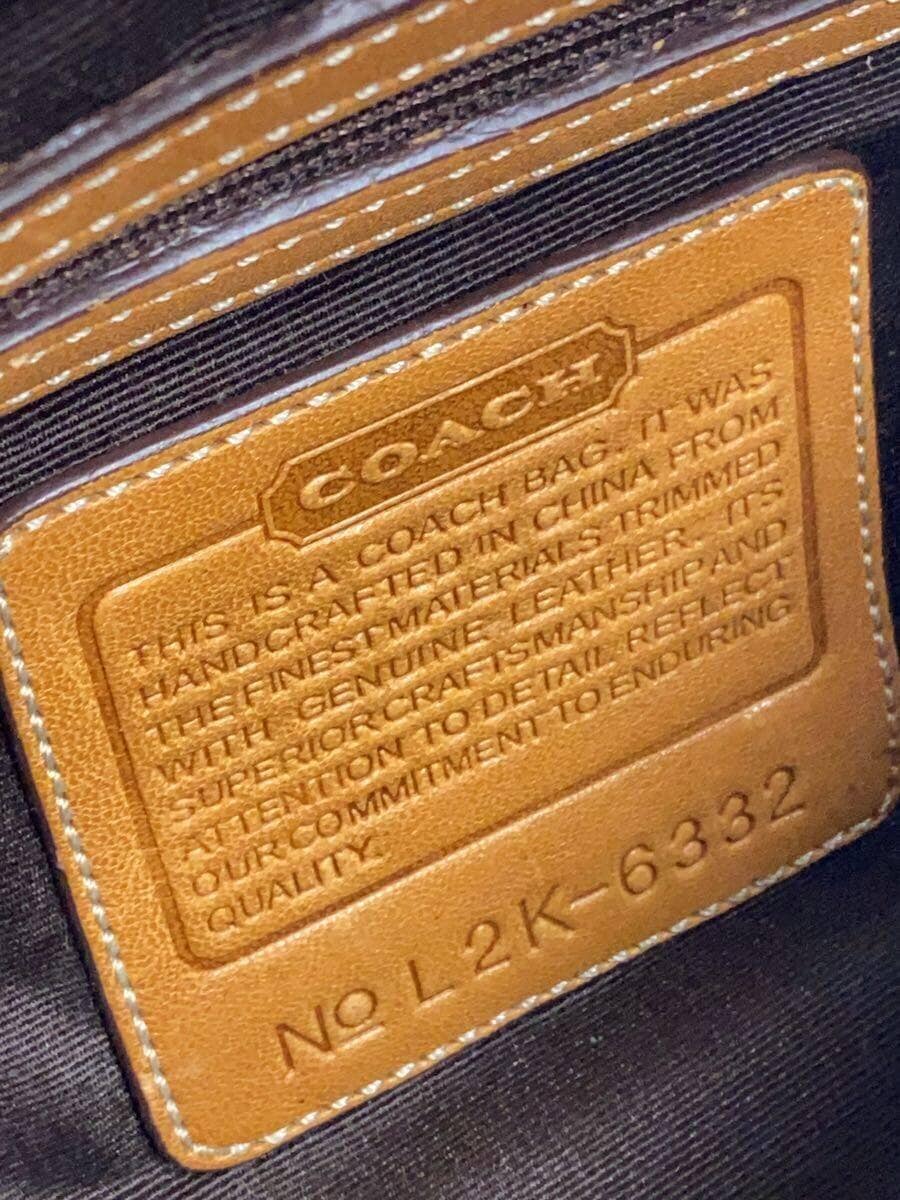 COACH
THIS IS A COACH BAG. IT WAS
HANDCRAFTED IN CHINA FROM
THE FINEST MATERIALS TRIMMED
WITH GENUINE LEATHER. ITS
SUPERIOR CRAFTSMANSHIP AND
ATTENTION TO DETAIL REFLECT
OUR COMMITMENT TO ENDURING
QUALITY.
No L2K-6332